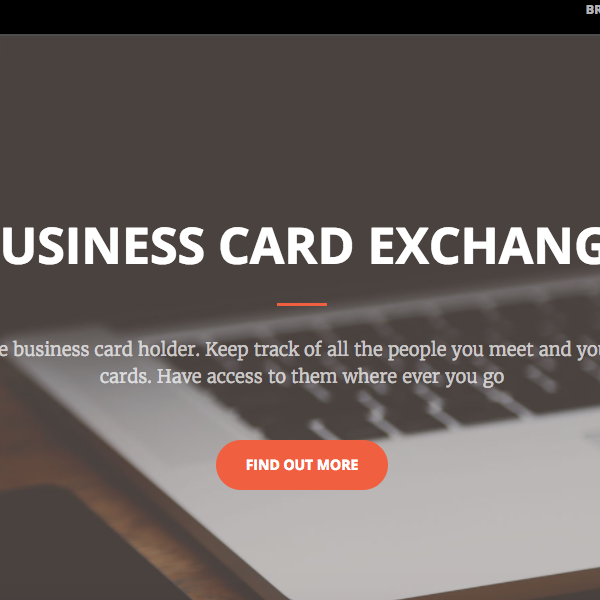 BR
USINESS CARD EXCHANG
e business card holder. Keep track of all the people you meet and you
cards. Have access to them where ever you go
FIND OUT MORE